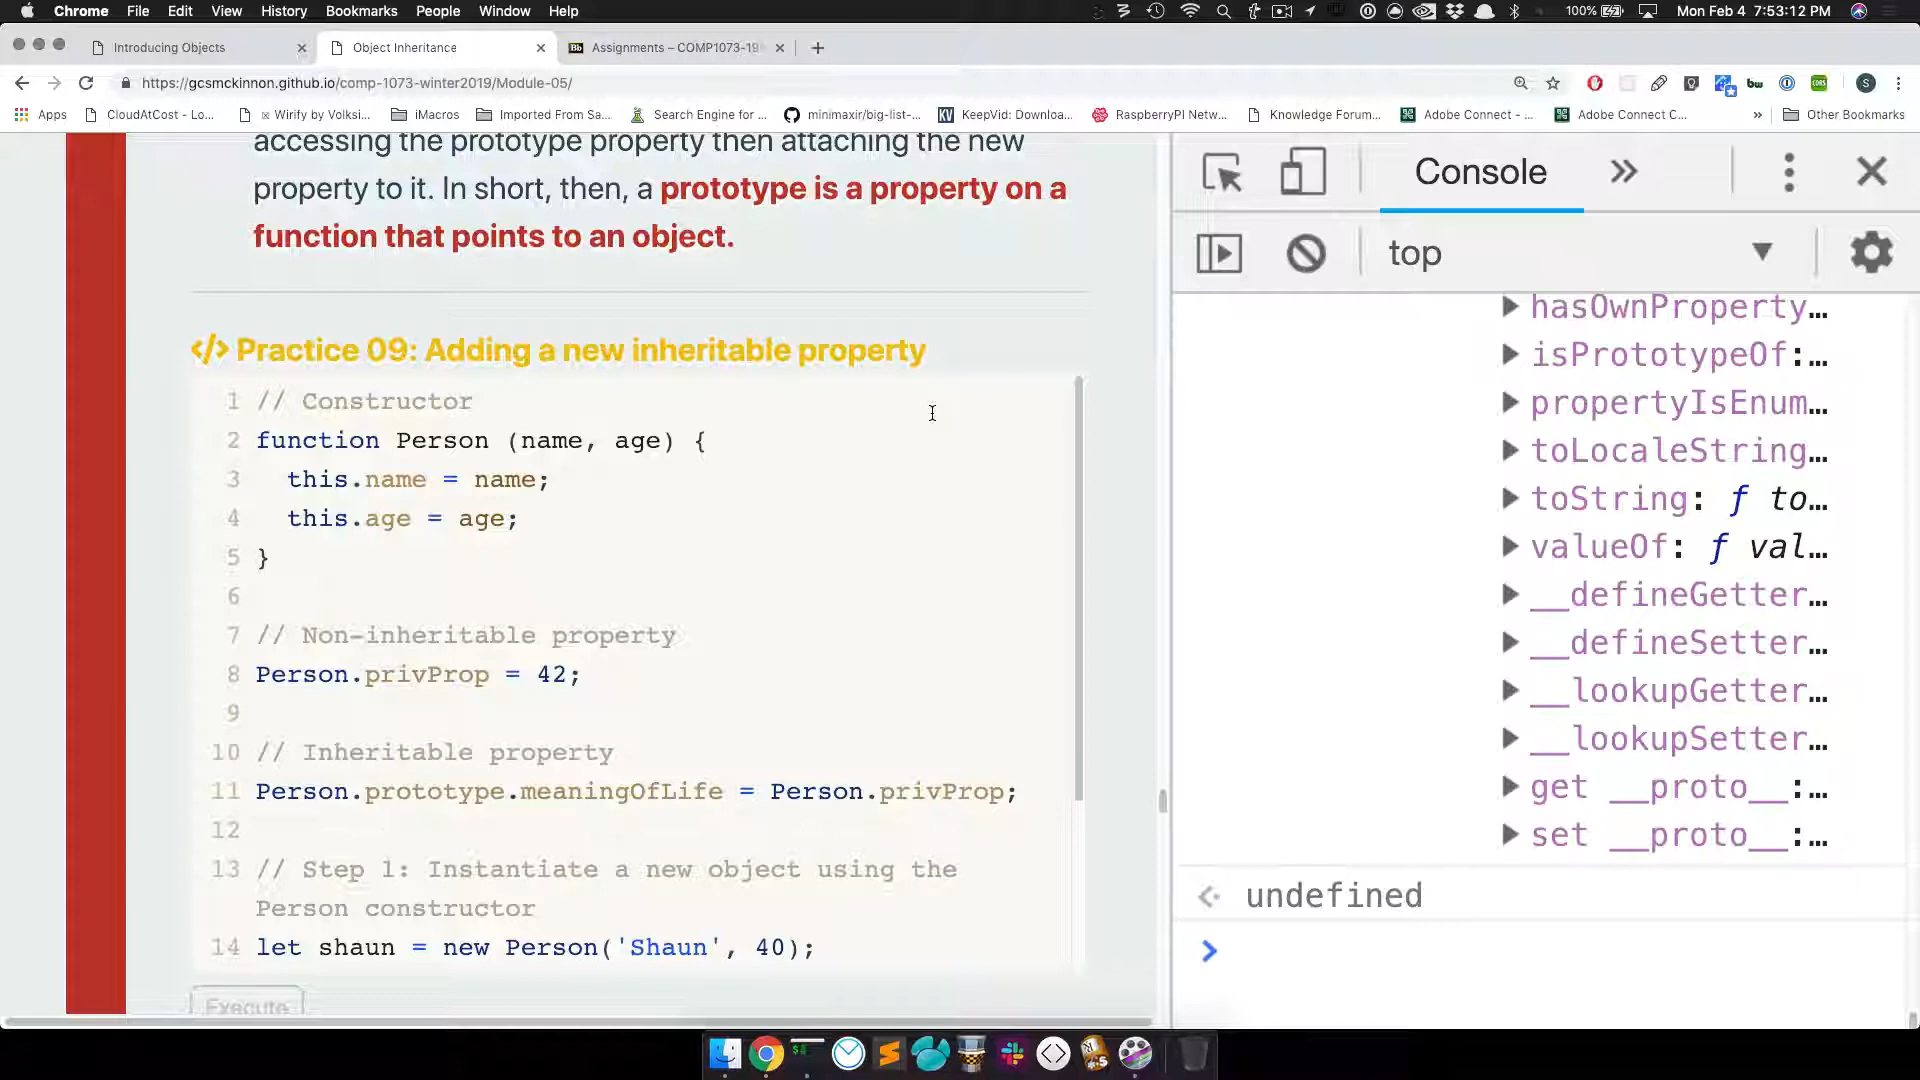 Chrome File Edit View History Bookmarks People Window Help
100% Mon Feb 4 7:53:12 PM
Introducing Objects
Object Inheritance
Bb Assignments – COMP1073-19
https://gcsmckinnon.github.io/comp-1073-winter2019/Module-05/
Apps CloudAtCost - Lo... » Wirify by Volksi... iMacros Imported From Sa... Search Engine for ... minimaxir/big-list-... KV KeepVid: Downloa... RaspberryPI Netw... Knowledge Forum... Adobe Connect - ... Adobe Connect C... » Other Bookmarks
accessing the prototype property then attaching the new
property to it. In short, then, a prototype is a property on a
function that points to an object.
</> Practice 09: Adding a new inheritable property
1 // Constructor
2 function Person (name, age) {
3 this.name = name;
4 this.age = age;
5 }
6
7 // Non-inheritable property
8 Person.privProp = 42;
9
10 // Inheritable property
11 Person.prototype.meaningOfLife = Person.privProp;
12
13 // Step 1: Instantiate a new object using the
Person constructor
14 let shaun = new Person('Shaun', 40);
Execute
Console »
top
hasOwnProperty…
isPrototypeOf:…
propertyIsEnum…
toLocaleString…
toString: ƒ to…
valueOf: ƒ val…
__defineGetter…
__defineSetter…
__lookupGetter…
__lookupSetter…
get __proto__:…
set __proto__:…
undefined